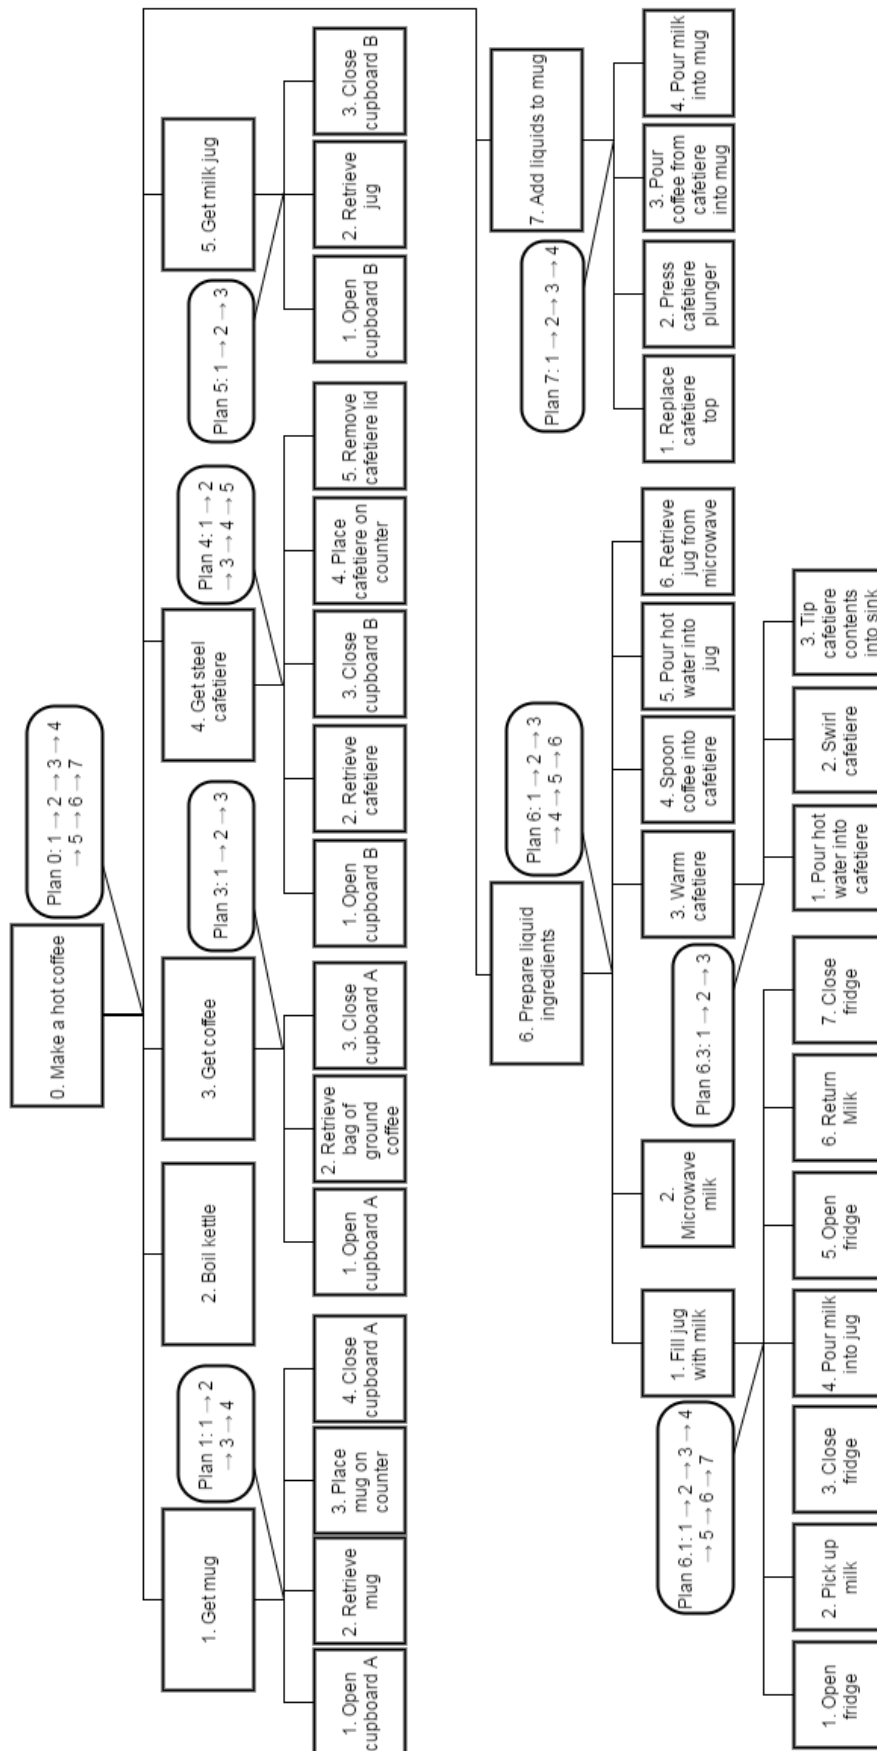 0. Make a hot coffee
Plan 0: 1 → 2 → 3 → 4
→ 5 → 6 → 7
1. Get mug
Plan 1: 1 → 2
→ 3 → 4
2. Boil kettle
3. Get coffee
Plan 3: 1 → 2 → 3
4. Get steel
cafetiere
Plan 4: 1 → 2
→ 3 → 4 → 5
Plan 5: 1 → 2 → 3
5. Get milk jug
1. Open
cupboard A
2. Retrieve
mug
3. Place
mug on
counter
4. Close
cupboard A
1. Open
cupboard A
2. Retrieve
bag of
ground
coffee
3. Close
cupboard A
1. Open
cupboard B
2. Retrieve
cafetiere
3. Close
cupboard B
4. Place
cafetiere on
counter
5. Remove
cafetiere lid
1. Open
cupboard B
2. Retrieve
jug
3. Close
cupboard B
6. Prepare liquid
ingredients
Plan 6: 1 → 2 → 3
→ 4 → 5 → 6
Plan 7: 1 → 2→ 3 → 4
7. Add liquids to mug
Plan 6.1: 1 → 2 → 3 → 4
→ 5 → 6 → 7
1. Fill jug
with milk
2.
Microwave
milk
Plan 6.3: 1 → 2 → 3
3. Warm
cafetiere
4. Spoon
coffee into
cafetiere
5. Pour hot
water into
jug
6. Retrieve
jug from
microwave
1. Replace
cafetiere
top
2. Press
cafetiere
plunger
3. Pour
coffee from
cafetiere
into mug
4. Pour milk
into mug
1. Open
fridge
2. Pick up
milk
3. Close
fridge
4. Pour milk
into jug
5. Open
fridge
6. Return
Milk
7. Close
fridge
1. Pour hot
water into
cafetiere
2. Swirl
cafetiere
3. Tip
cafetiere
contents
into sink